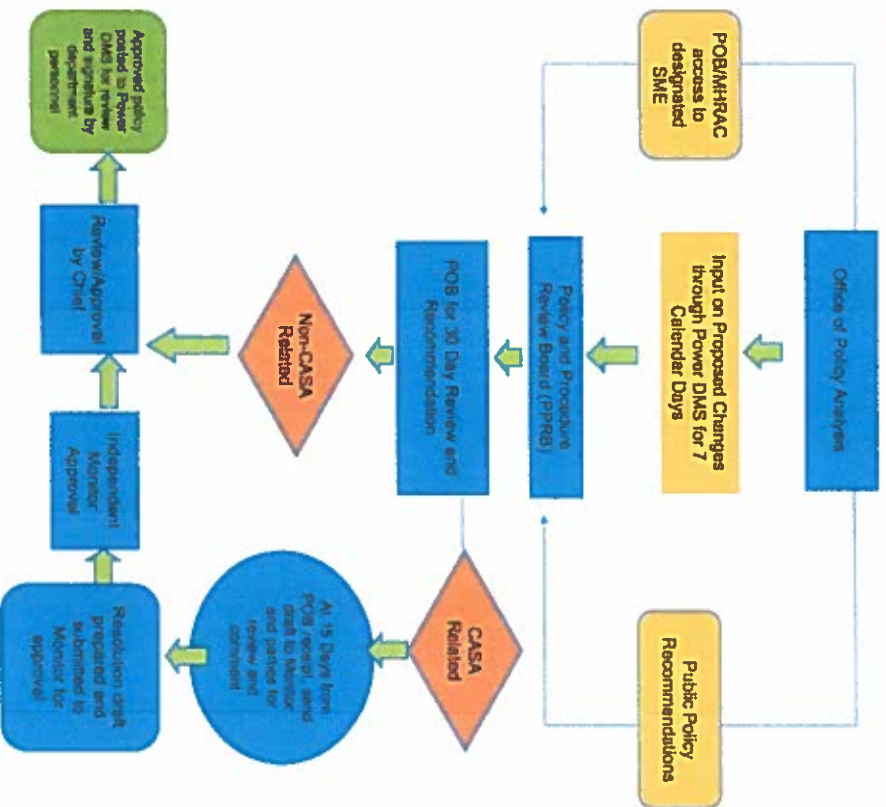 Office of Policy Analysis
POB/MHRAC
access to
designated
SME
Input on Proposed Changes
through Power DMS for 7
Calendar Days
Public Policy
Recommendations
Policy and Procedure
Review Board (PPRB)
POB for 30 Day Review and
Recommendation
Non-CASA
Related
CASA
Related
At 15 Days from
POB receipt, send
draft to Monitor
and parties for
review and
comment
Approved policy
posted to Power
DMS for review
and signature by
department
personnel
Review/Approval
by Chief
Independent
Monitor
Approval
Resolution draft
prepared and
submitted to
Monitor for
approval